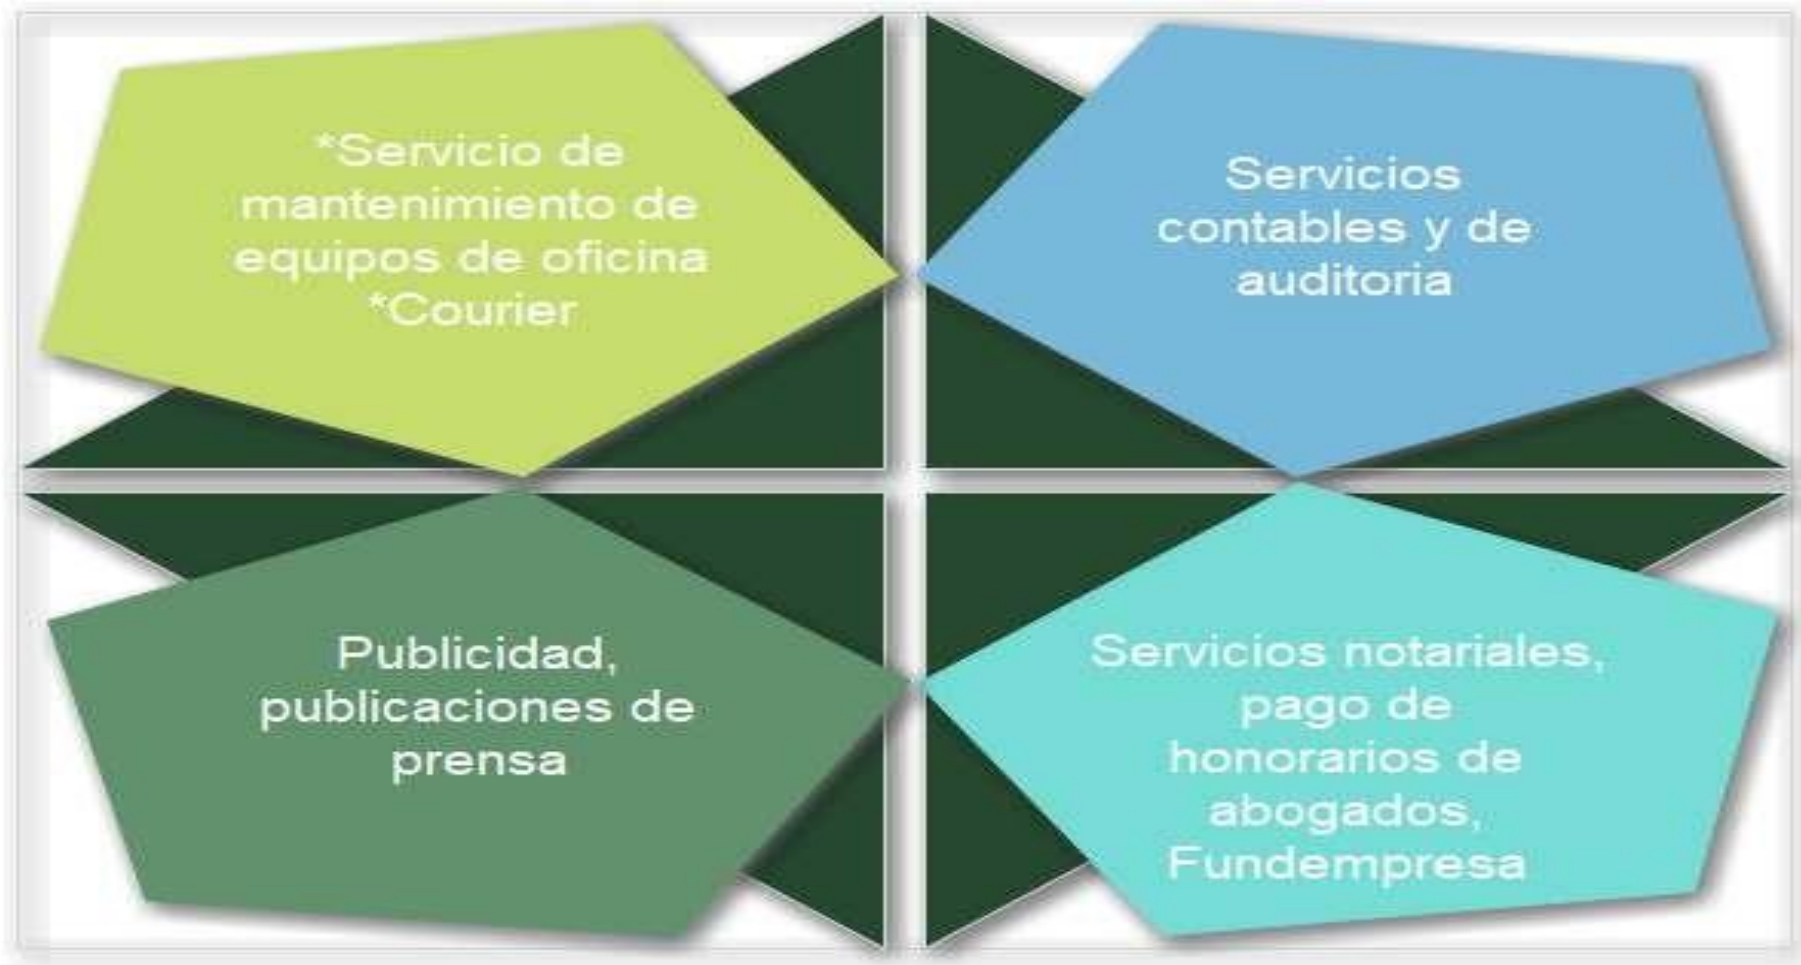 *Servicio de
mantenimiento de
equipos de oficina
*Courier
Servicios
contables y de
auditoria
Publicidad,
publicaciones de
prensa
Servicios notariales,
pago de
honorarios de
abogados,
Fundempresa